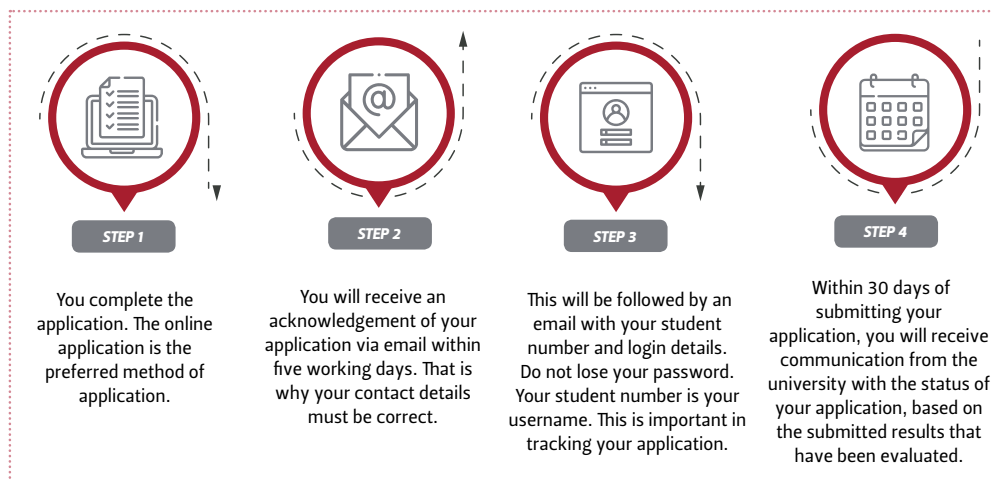 STEP 1
You complete the
application. The online
application is the
preferred method of
application.
STEP 2
You will receive an
acknowledgement of your
application via email within
five working days. That is
why your contact details
must be correct.
STEP 3
This will be followed by an
email with your student
number and login details.
Do not lose your password.
Your student number is your
username. This is important in
tracking your application.
STEP 4
Within 30 days of
submitting your
application, you will receive
communication from the
university with the status of
your application, based on
the submitted results that
have been evaluated.